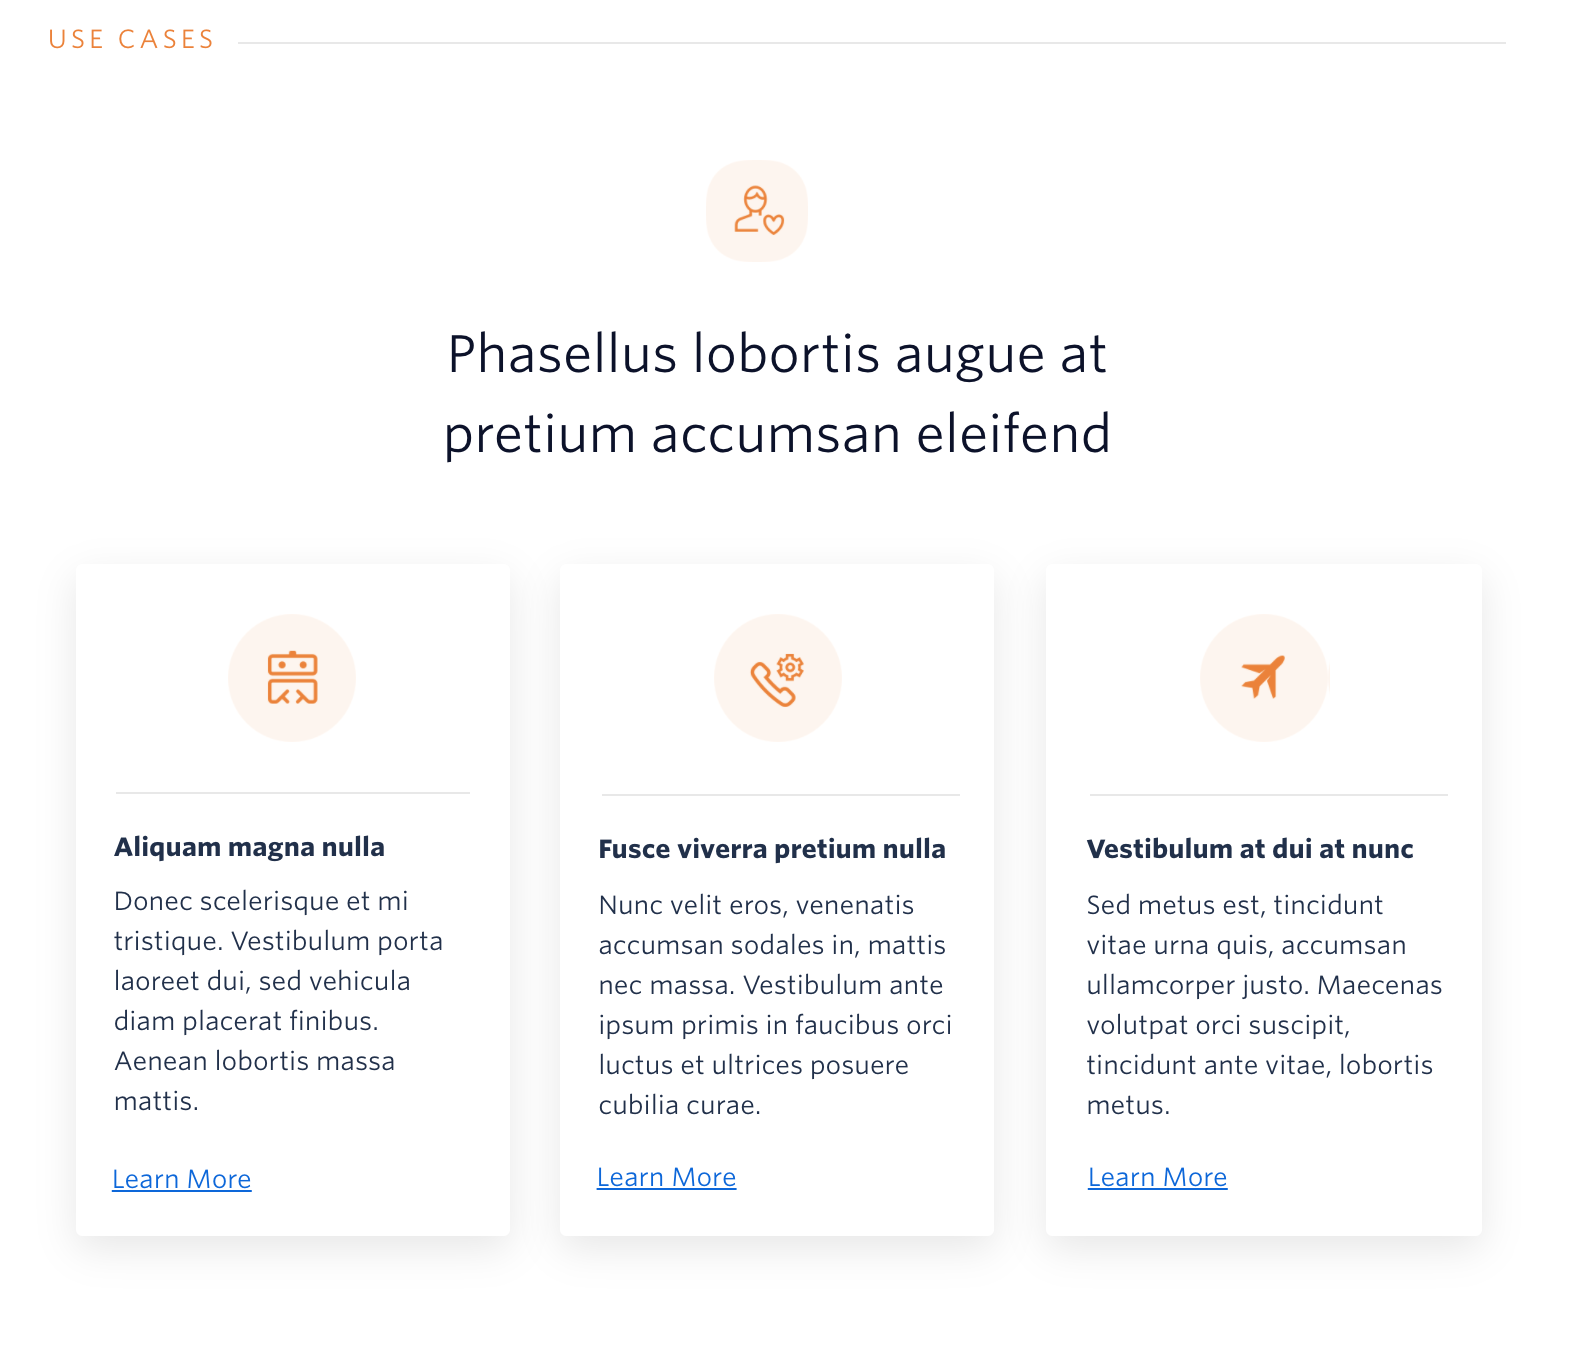 USE CASES
Phasellus lobortis augue at
pretium accumsan eleifend
Aliquam magna nulla
Donec scelerisque et mi
tristique. Vestibulum porta
laoreet dui, sed vehicula
diam placerat finibus.
Aenean lobortis massa
mattis.
Learn More
Fusce viverra pretium nulla
Nunc velit eros, venenatis
accumsan sodales in, mattis
nec massa. Vestibulum ante
ipsum primis in faucibus orci
luctus et ultrices posuere
cubilia curae.
Learn More
Vestibulum at dui at nunc
Sed metus est, tincidunt
vitae urna quis, accumsan
ullamcorper justo. Maecenas
volutpat orci suscipit,
tincidunt ante vitae, lobortis
metus.
Learn More